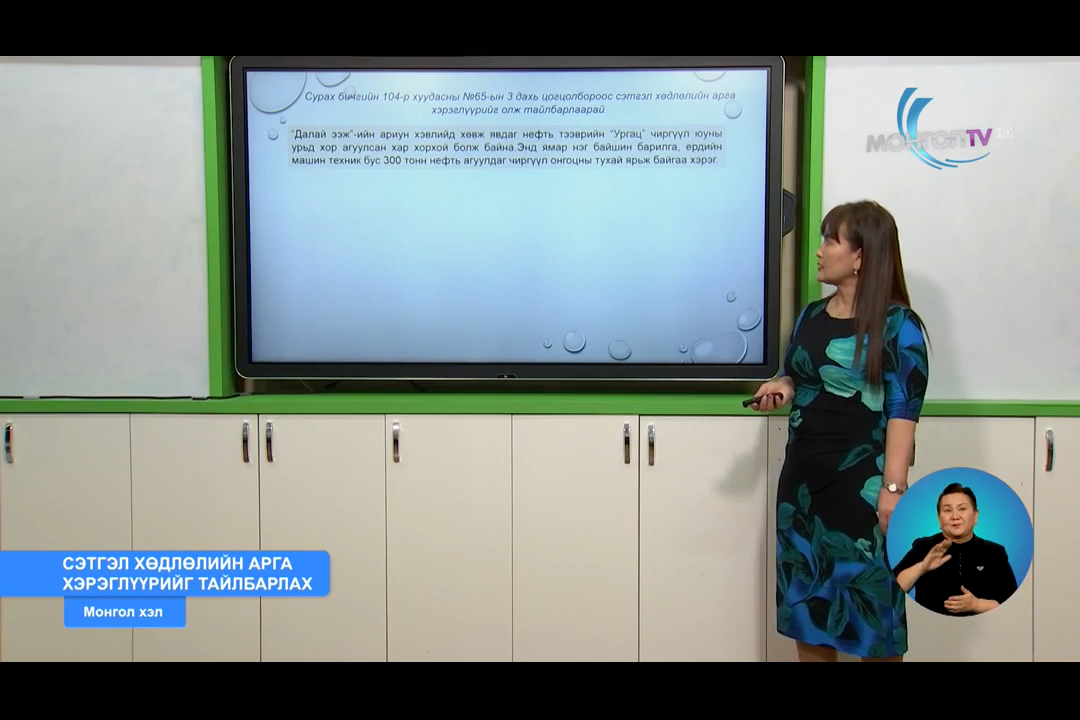 Сурах бичгийн 104-р хуудасны №65-ын 3 дахь цогцолбороос сэтгэл хөдлөлийн арга
хэрэглүүрийг олж тайлбарлаарай.
"Далай ээж"-ийн ариун хэвлийд хөвж явдаг нефть тээврийн "Ургац" чиргүүл юуны
урьд хор агуулсан хар хорхой болж байна.Энд ямар нэг байшин барилга, ердийн
машин техник бус 300 тонн нефть агуулдаг чиргүүл онгоцны тухай ярьж байгаа хэрэг.
МОНГОЛ TV HD
СЭТГЭЛ ХӨДЛӨЛИЙН АРГА
ХЭРЭГЛҮҮРИЙГ ТАЙЛБАРЛАХ
Монгол хэл